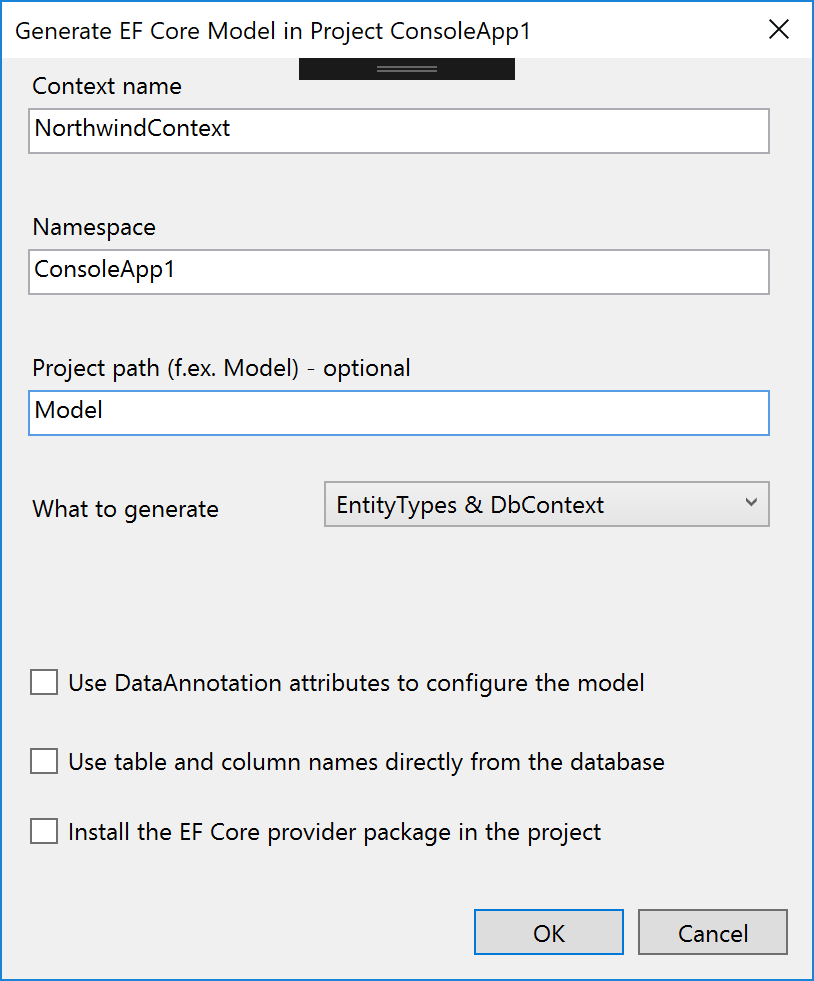 Generate EF Core Model in Project ConsoleApp1
Context name
NorthwindContext
Namespace
ConsoleApp1
Project path (f.ex. Model) - optional
Model
What to generate
EntityTypes & DbContext
Use DataAnnotation attributes to configure the model
Use table and column names directly from the database
Install the EF Core provider package in the project
OK
Cancel